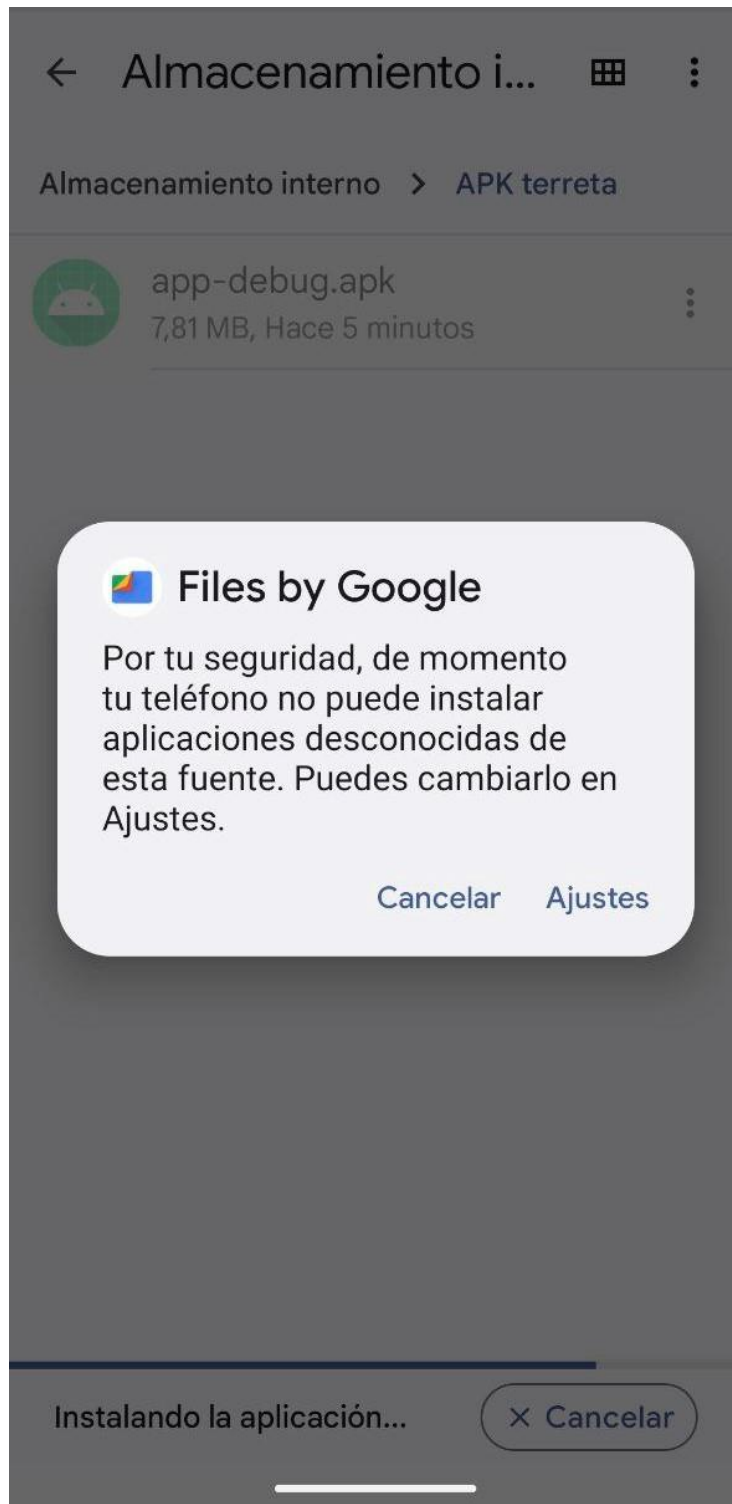 Almacenamiento i...
Almacenamiento interno > APK terreta
app-debug.apk
7,81 MB, Hace 5 minutos
Files by Google
Por tu seguridad, de momento
tu teléfono no puede instalar
aplicaciones desconocidas de
esta fuente. Puedes cambiarlo en
Ajustes.
Cancelar Ajustes
Instalando la aplicación... × Cancelar